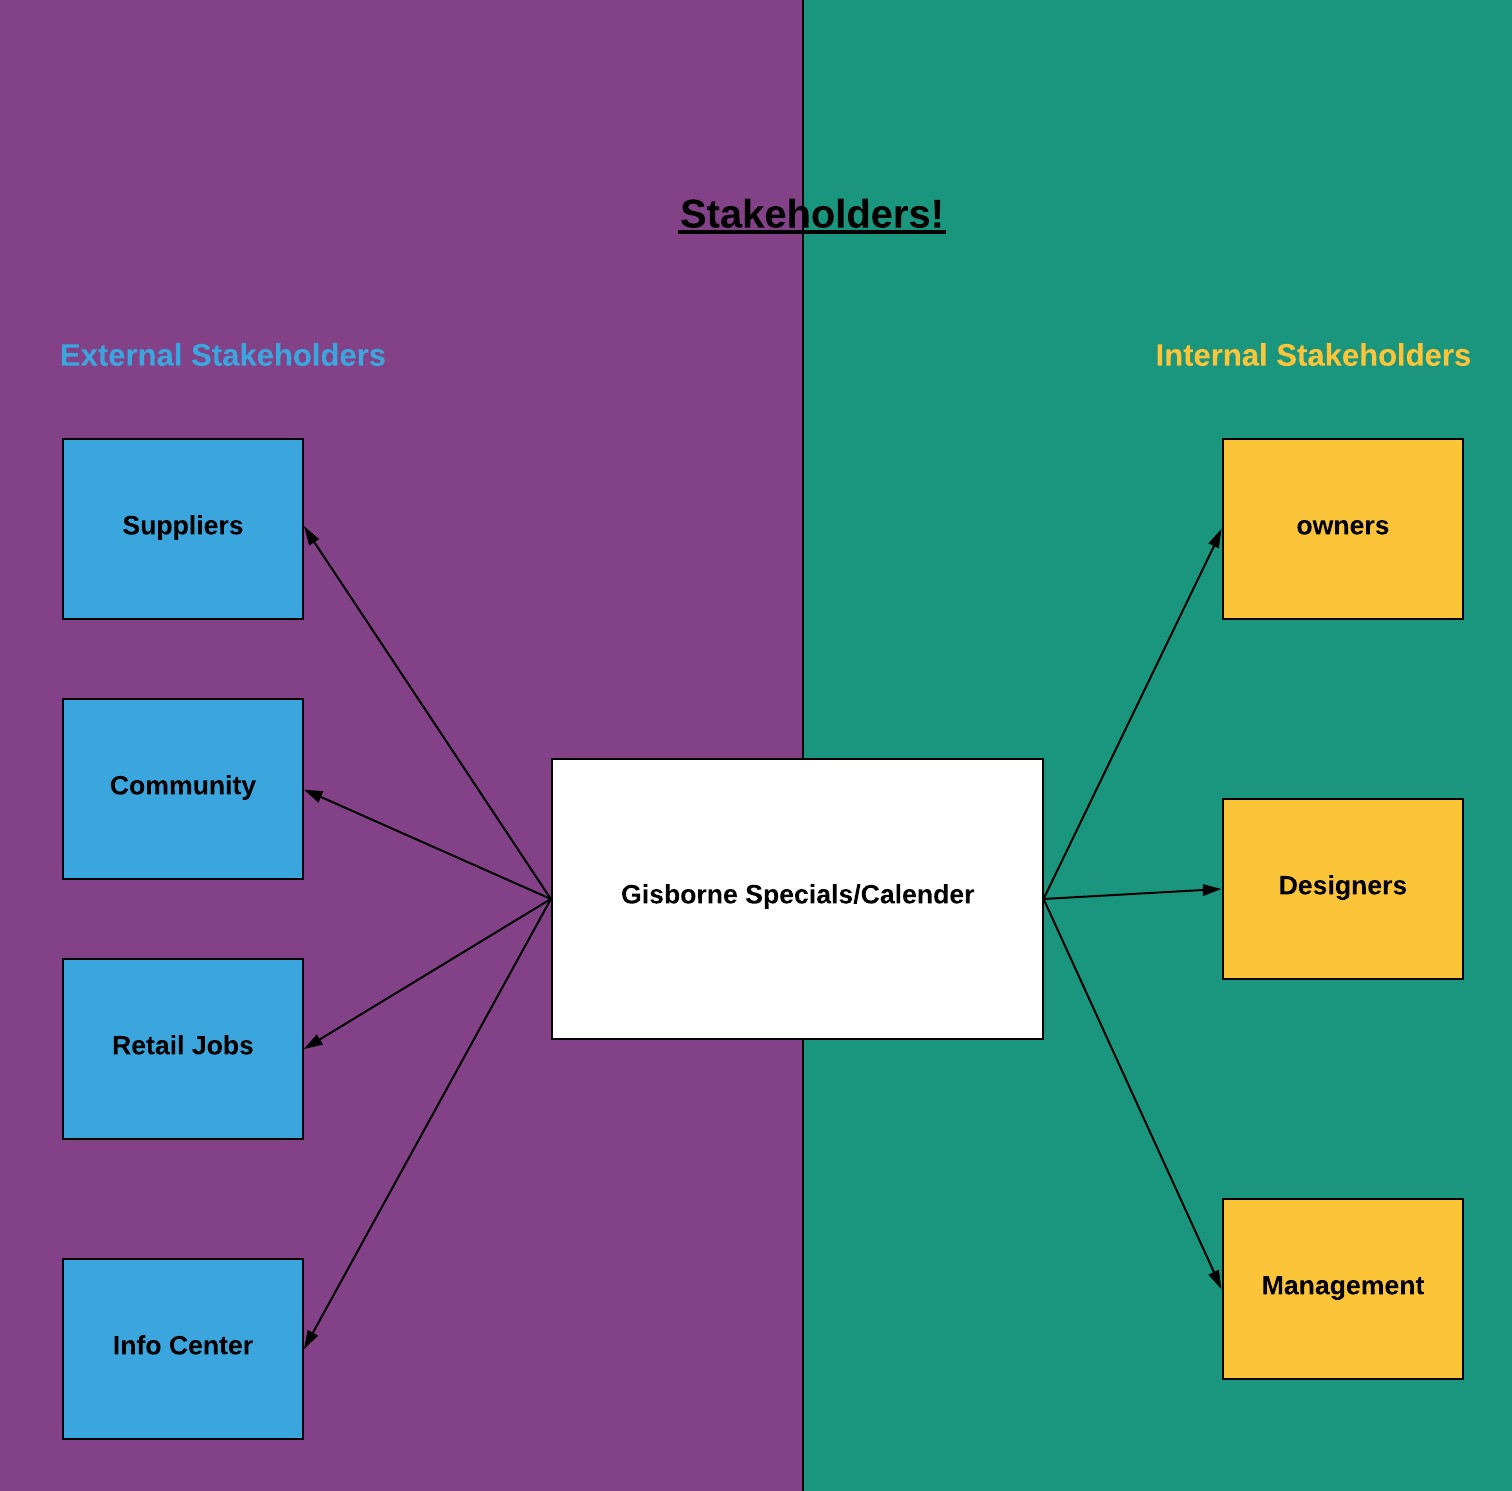 Stakeholders!
External Stakeholders
Internal Stakeholders
Suppliers
owners
Community
Designers
Gisborne Specials/Calender
Retail Jobs
Management
Info Center